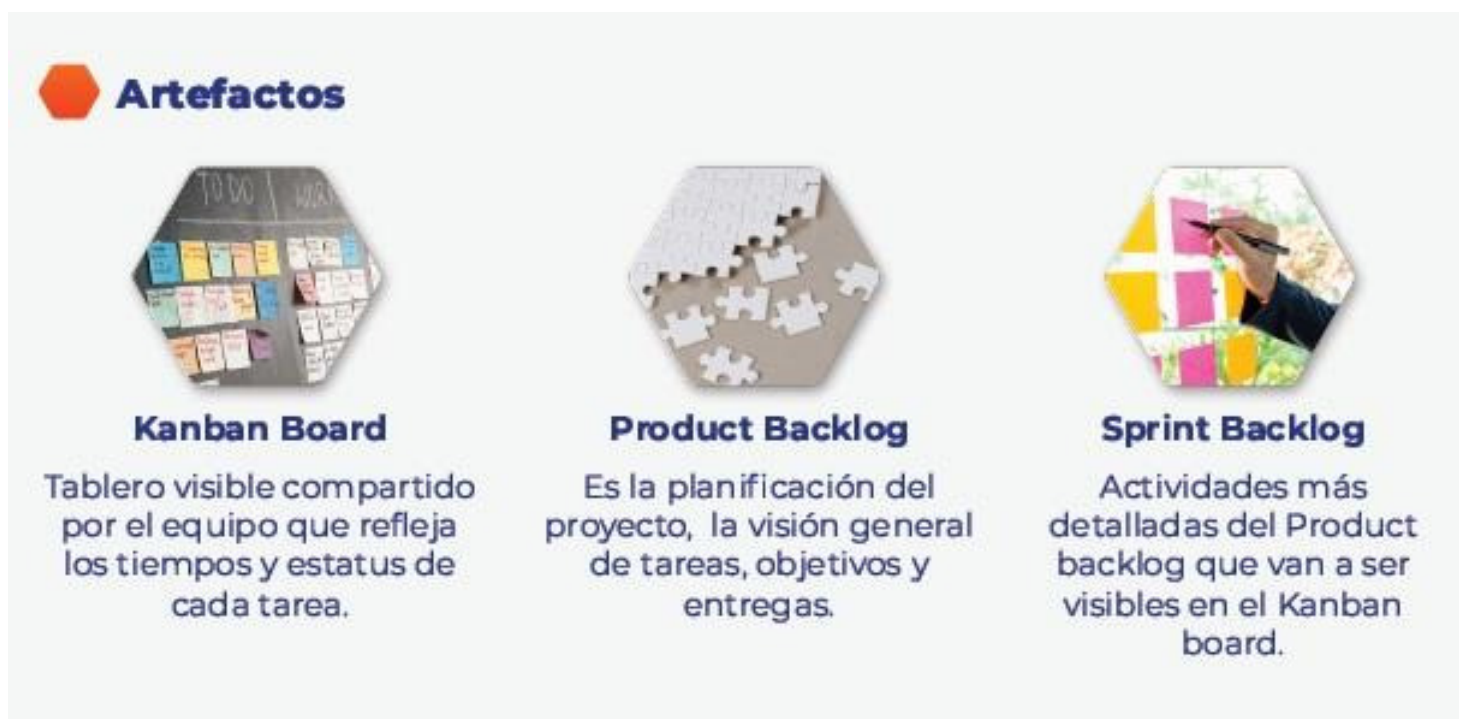 Artefactos
TO DO
Kanban Board
Tablero visible compartido
por el equipo que refleja
los tiempos y estatus de
cada tarea.
Product Backlog
Es la planificación del
proyecto, la visión general
de tareas, objetivos y
entregas.
Sprint Backlog
Actividades más
detalladas del Product
backlog que van a ser
visibles en el Kanban
board.